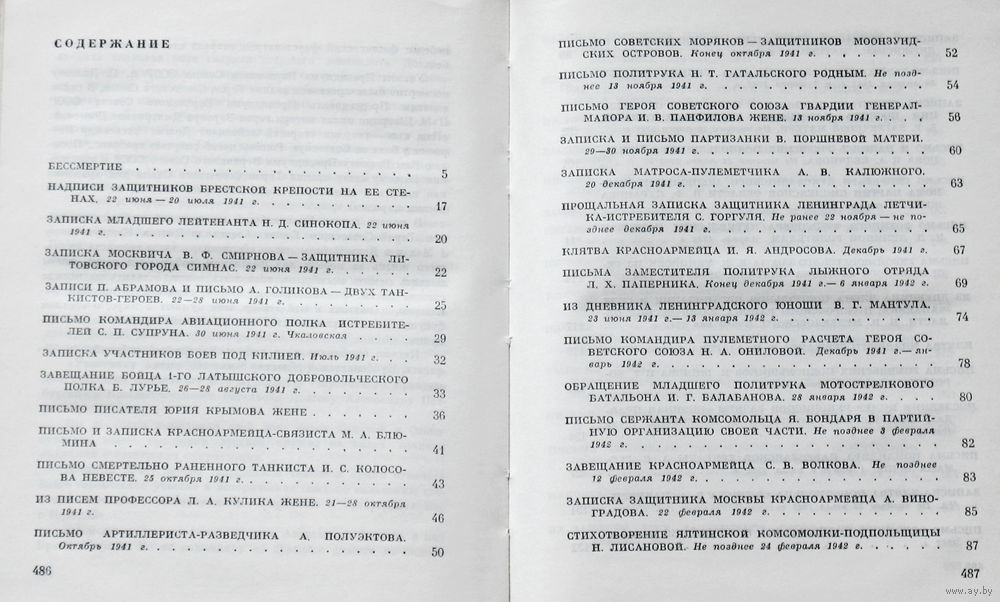 СОДЕРЖАНИЕ
БЕССМЕРТИЕ . . . . . . . . . . . . . . . . . . 5
НАДПИСИ ЗАЩИТНИКОВ БРЕСТСКОЙ КРЕПОСТИ НА ЕЕ СТЕ-
НАХ. 22 июня — 20 июля 1941 г. . . . . . . . . . . 17
ЗАПИСКА МЛАДШЕГО ЛЕЙТЕНАНТА Н. Д. СИНОКОПА. 22 июня
1941 г. . . . . . . . . . . . . . . . . . . 20
ЗАПИСКА МОСКВИЧА В. Ф. СМИРНОВА — ЗАЩИТНИКА ЛИ-
ТОВСКОГО ГОРОДА СИМНАС. 22 июня 1941 г. . . . . . 22
ЗАПИСКИ П. АБРАМОВА И ПИСЬМО А. ГОЛИКОВА — ДВУХ ТАН-
КИСТОВ-ГЕРОЕВ. 22—28 июня 1941 г. . . . . . . . . 25
ПИСЬМО КОМАНДИРА АВИАЦИОННОГО ПОЛКА ИСТРЕБИТЕ-
ЛЕЙ С. П. СУПРУНА. 30 июня 1941 г. Чкаловская . . . . . 29
ЗАПИСКА УЧАСТНИКОВ БОЕВ ПОД КИЛИЕЙ. Июль 1941 г. . . 32
ЗАВЕЩАНИЕ БОЙЦА 1-ГО ЛАТЫШСКОГО ДОБРОВОЛЬЧЕСКОГО
ПОЛКА Б. ЛУРЬЕ. 26—28 августа 1941 г. . . . . . . . 33
ПИСЬМО ПИСАТЕЛЯ ЮРИЯ КРЫМОВА ЖЕНЕ . . . . . . . 36
ПИСЬМО И ЗАПИСКА КРАСНОАРМЕЙЦА-СВЯЗИСТА М. А. БЛЮ-
МИНА . . . . . . . . . . . . . . . . . . . 41
ПИСЬМО СМЕРТЕЛЬНО РАНЕННОГО ТАНКИСТА И. С. КОЛОСО-
ВА НЕВЕСТЕ. 25 октября 1941 г. . . . . . . . . . . 43
ИЗ ПИСЕМ ПРОФЕССОРА Л. А. КУЛИКА ЖЕНЕ. 21—28 октября
1941 г. . . . . . . . . . . . . . . . . . . 46
ПИСЬМО АРТИЛЛЕРИСТА-РАЗВЕДЧИКА А. ПОЛУЭКТОВА.
Октябрь 1941 г. . . . . . . . . . . . . . . . . 50
486
ПИСЬМО СОВЕТСКИХ МОРЯКОВ — ЗАЩИТНИКОВ МООНЗУНД-
СКИХ ОСТРОВОВ. Конец октября 1941 г. . . . . . . . 52
ПИСЬМО ПОЛИТРУКА Н. Т. ГАТАЛЬСКОГО РОДНЫМ. Не позд-
нее 13 ноября 1941 г. . . . . . . . . . . . . . 54
ПИСЬМО ГЕРОЯ СОВЕТСКОГО СОЮЗА ГВАРДИИ ГЕНЕРАЛ-
МАЙОРА И. В. ПАНФИЛОВА ЖЕНЕ. 13 ноября 1941 г. . . . 56
ЗАПИСКА И ПИСЬМО ПАРТИЗАНКИ В. ПОРШНЕВОЙ МАТЕРИ.
29—30 ноября 1941 г. . . . . . . . . . . . . . 60
ЗАПИСКА МАТРОСА-ПУЛЕМЕТЧИКА А. В. КАЛЮЖНОГО.
20 декабря 1941 г. . . . . . . . . . . . . . . 63
ПРОЩАЛЬНАЯ ЗАПИСКА ЗАЩИТНИКА ЛЕНИНГРАДА ЛЕТЧИ-
КА-ИСТРЕБИТЕЛЯ С. ГОРГУЛЯ. Не ранее 22 ноября — не по-
зднее декабря 1941 г. . . . . . . . . . . . . . 65
КЛЯТВА КРАСНОАРМЕЙЦА И. Я. АНДРОСОВА. Декабрь 1941 г. 67
ПИСЬМА ЗАМЕСТИТЕЛЯ ПОЛИТРУКА ЛЫЖНОГО ОТРЯДА
Л. Х. ПАПЕРНИКА. Конец декабря 1941 г.— 6 января 1942 г. 69
ИЗ ДНЕВНИКА ЛЕНИНГРАДСКОГО ЮНОШИ В. Г. МАНТУЛА.
23 июня 1941 г.— 13 января 1942 г. . . . . . . . . 74
ПИСЬМО КОМАНДИРА ПУЛЕМЕТНОГО РАСЧЕТА ГЕРОЯ СО-
ВЕТСКОГО СОЮЗА Н. А. ОНИЛОВОЙ. Декабрь 1941 г.— ян-
варь 1942 г. . . . . . . . . . . . . . . . . 78
ОБРАЩЕНИЕ МЛАДШЕГО ПОЛИТРУКА МОТОСТРЕЛКОВОГО
БАТАЛЬОНА И. Г. БАЛАБАНОВА. 28 января 1942 г. . . . . 80
ПИСЬМО СЕРЖАНТА КОМСОМОЛЬЦА Я. БОНДАРЯ В ПАРТИЙ-
НУЮ ОРГАНИЗАЦИЮ СВОЕЙ ЧАСТИ. Не позднее 3 февраля
1942 г. . . . . . . . . . . . . . . . . . . 82
ЗАВЕЩАНИЕ КРАСНОАРМЕЙЦА С. В. ВОЛКОВА. Не позднее
12 февраля 1942 г. . . . . . . . . . . . . . . 83
ЗАПИСКА ЗАЩИТНИКА МОСКВЫ КРАСНОАРМЕЙЦА А. ВИНО-
ГРАДОВА. 22 февраля 1942 г. . . . . . . . . . . . 85
СТИХОТВОРЕНИЕ ЯЛТИНСКОЙ КОМСОМОЛКИ-ПОДПОЛЬЩИЦЫ
Н. ЛИСАНОВОЙ. Не позднее 24 февраля 1942 г. . . . . . 87
487
www.ay.by